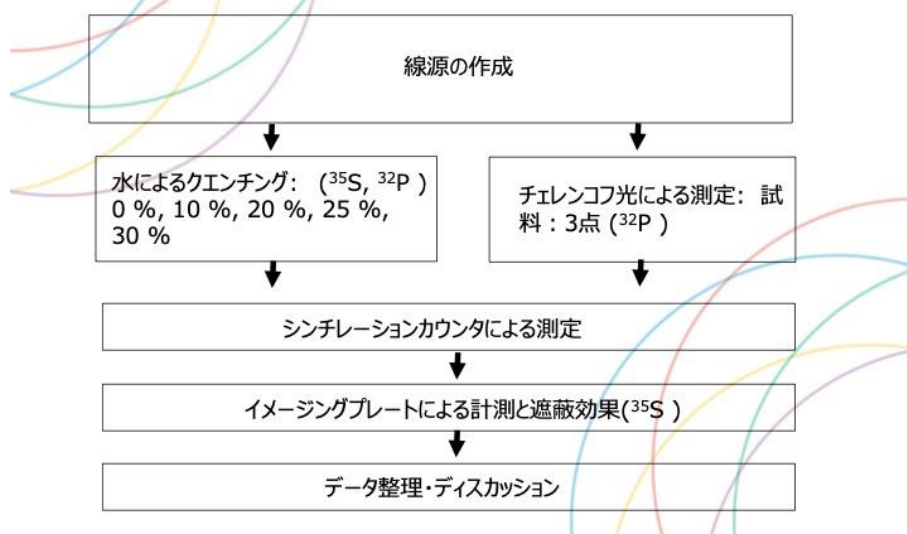 線源の作成
水によるクエンチング: (³⁵S, ³²P )
0 %, 10 %, 20 %, 25 %,
30 %
チェレンコフ光による測定: 試
料：3点 (³²P )
シンチレーションカウンタによる測定
イメージングプレートによる計測と遮蔽効果(³⁵S )
データ整理・ディスカッション